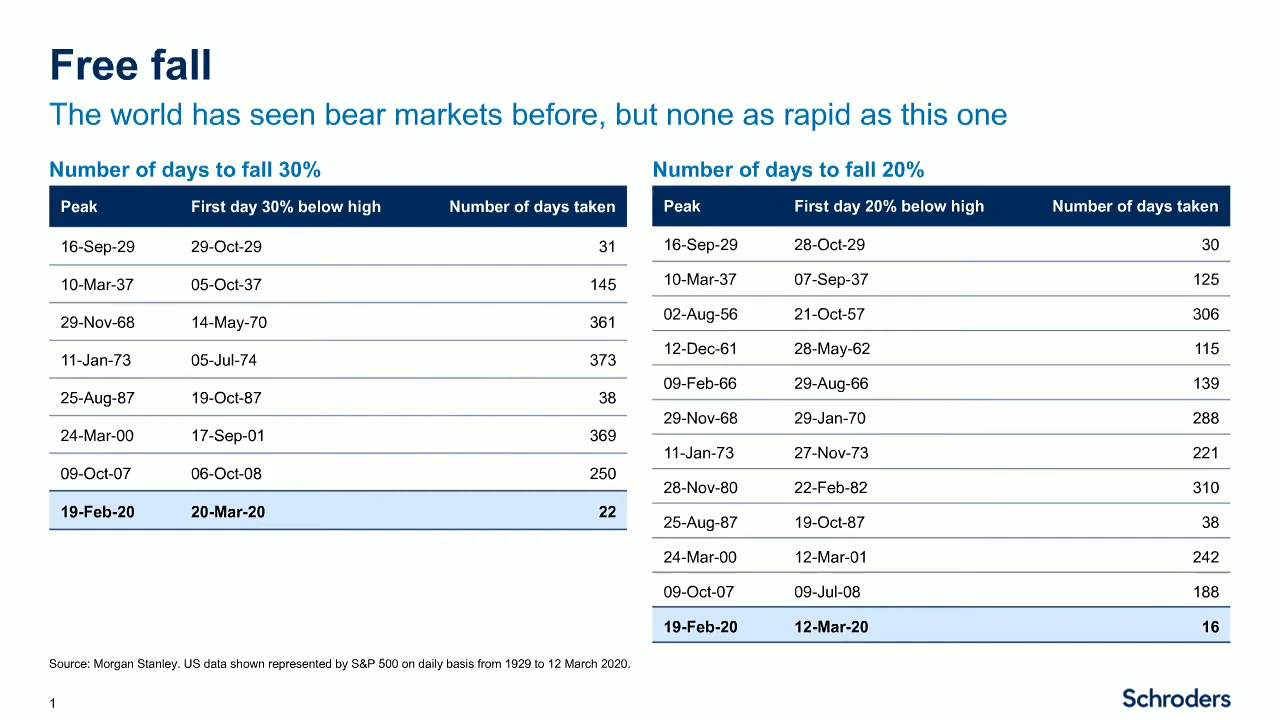 Free fall
The world has seen bear markets before, but none as rapid as this one
Number of days to fall 30%
Peak First day 30% below high Number of days taken
16-Sep-29 29-Oct-29 31
10-Mar-37 05-Oct-37 145
29-Nov-68 14-May-70 361
11-Jan-73 05-Jul-74 373
25-Aug-87 19-Oct-87 38
24-Mar-00 17-Sep-01 369
09-Oct-07 06-Oct-08 250
19-Feb-20 20-Mar-20 22
Number of days to fall 20%
Peak First day 20% below high Number of days taken
16-Sep-29 28-Oct-29 30
10-Mar-37 07-Sep-37 125
02-Aug-56 21-Oct-57 306
12-Dec-61 28-May-62 115
09-Feb-66 29-Aug-66 139
29-Nov-68 29-Jan-70 288
11-Jan-73 27-Nov-73 221
28-Nov-80 22-Feb-82 310
25-Aug-87 19-Oct-87 38
24-Mar-00 12-Mar-01 242
09-Oct-07 09-Jul-08 188
19-Feb-20 12-Mar-20 16
Source: Morgan Stanley. US data shown represented by S&P 500 on daily basis from 1929 to 12 March 2020.
1
Schroders